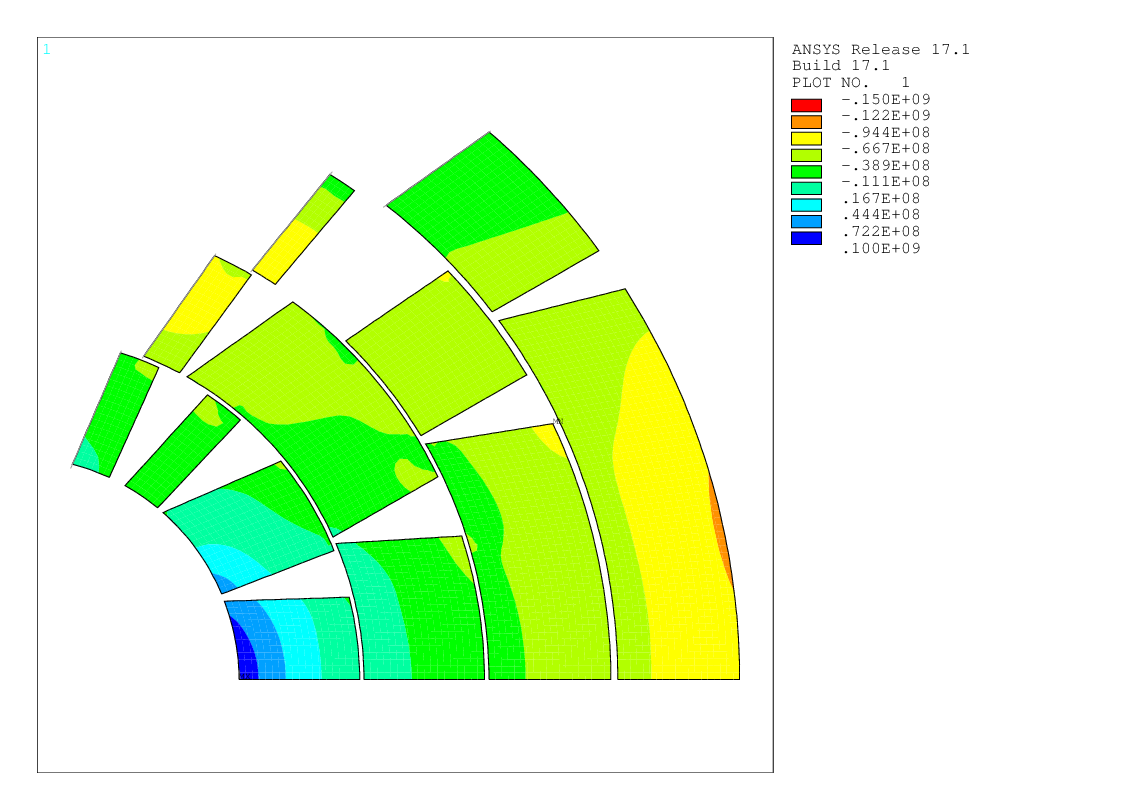 1
ANSYS Release 17.1
Build 17.1
PLOT NO.   1
-.150E+09
-.122E+09
-.944E+08
-.667E+08
-.389E+08
-.111E+08
.167E+08
.444E+08
.722E+08
.100E+09